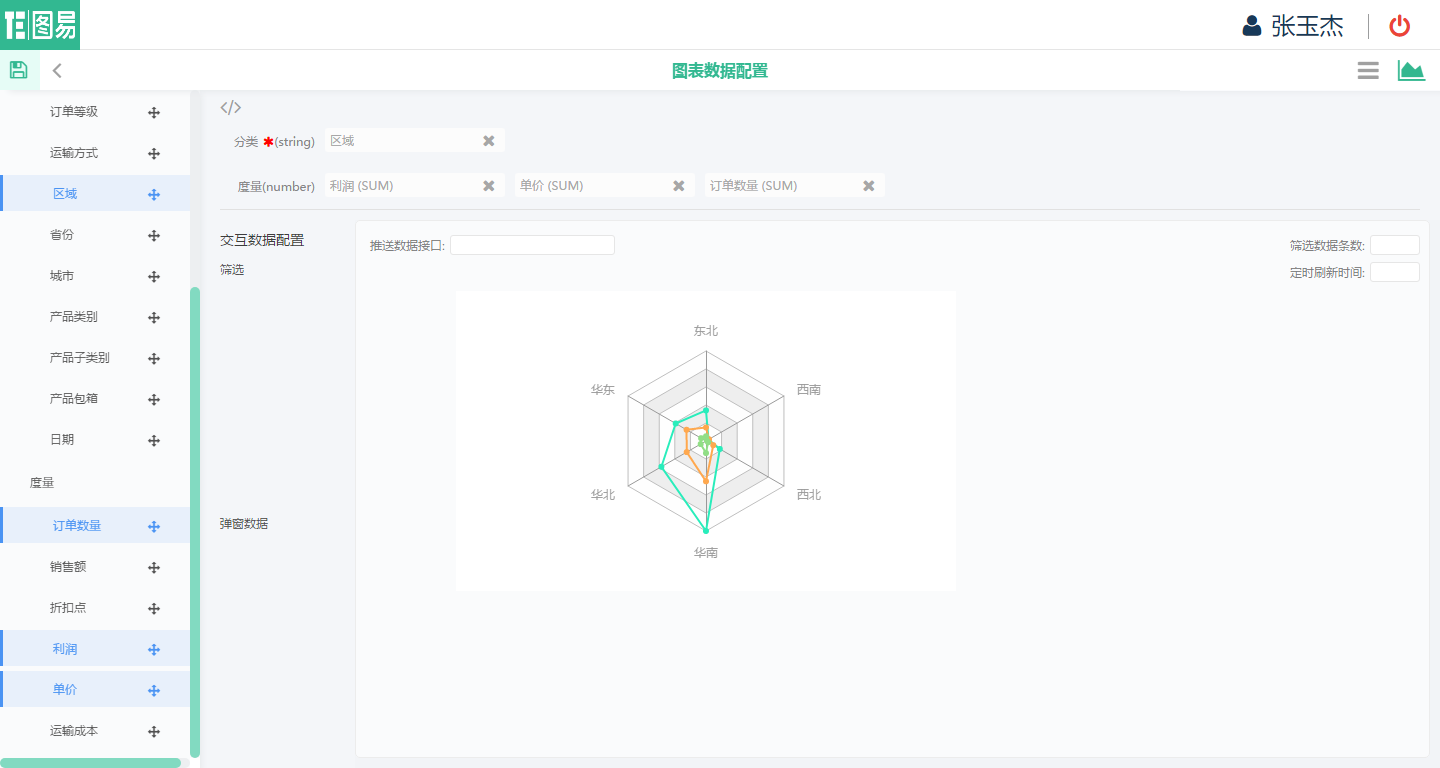 图易
张玉杰
图表数据配置
订单等级
运输方式
区域
省份
城市
产品类别
产品子类别
产品包箱
日期
度量
订单数量
销售额
折扣点
利润
单价
运输成本
</>
分类 ✱(string) 区域
度量(number) 利润 (SUM) 单价 (SUM) 订单数量 (SUM)
交互数据配置
筛选
弹窗数据
推送数据接口:
筛选数据条数:
定时刷新时间:
东北
华东
西南
华北
西北
华南